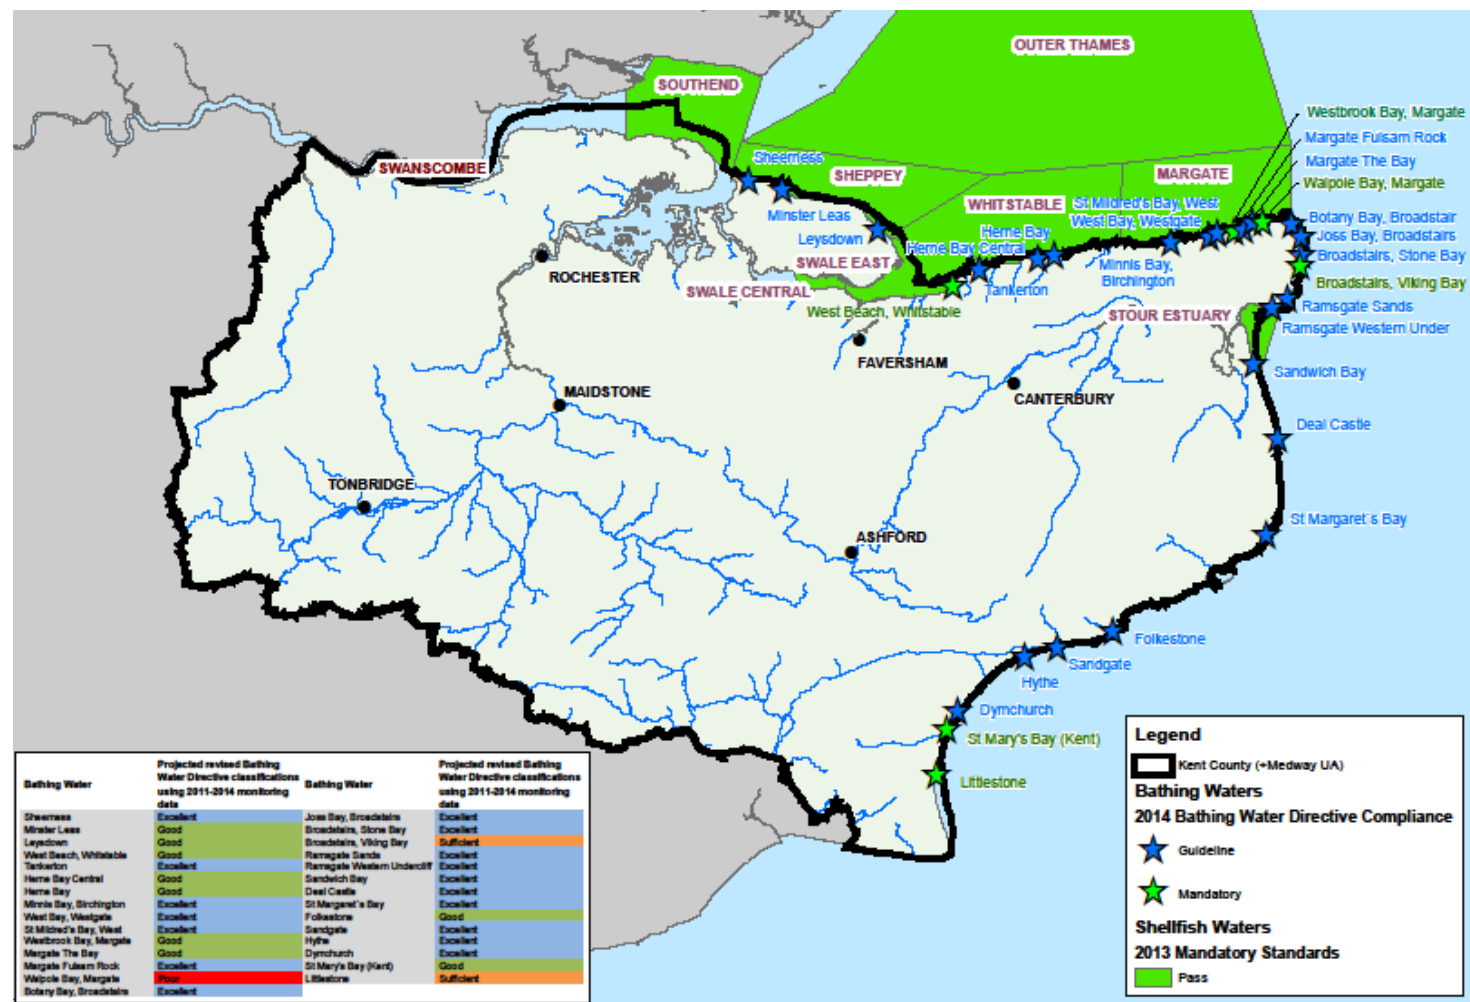 OUTER THAMES
SOUTHEND
Westbrook Bay, Margate
Margate Fulsam Rock
Margate The Bay
Walpole Bay, Margate
SWANSCOMBE
Sheerness
SHEPPEY
MARGATE
WHITSTABLE
St Mildred's Bay, West
West Bay, Westgate
Minster Leas
Leysdown
Herne Bay
Herne Bay Central
Botany Bay, Broadstair
Joss Bay, Broadstairs
Broadstairs, Stone Bay
Broadstairs, Viking Bay
SWALE EAST
ROCHESTER
SWALE CENTRAL
Tankerton
Minnis Bay,
Birchington
West Beach, Whitstable
STOUR ESTUARY
Ramsgate Sands
Ramsgate Western Under
FAVERSHAM
Sandwich Bay
MAIDSTONE
CANTERBURY
Deal Castle
TONBRIDGE
St Margaret`s Bay
ASHFORD
Folkestone
Sandgate
Hythe
Dymchurch
St Mary's Bay (Kent)
Littlestone
Legend
Kent County (+Medway UA)
Bathing Waters
2014 Bathing Water Directive Compliance
Guideline
Mandatory
Shellfish Waters
2013 Mandatory Standards
Pass
Bathing Water
Projected revised Bathing
Water Directive classifications
using 2011-2014 monitoring
data
Bathing Water
Projected revised Bathing
Water Directive classifications
using 2011-2014 monitoring
data
Sheerness Excellent Joss Bay, Broadstairs Excellent
Minster Leas Good Broadstairs, Stone Bay Excellent
Leysdown Good Broadstairs, Viking Bay Sufficient
West Beach, Whitstable Good Ramsgate Sands Excellent
Tankerton Excellent Ramsgate Western Undercliff Excellent
Herne Bay Central Good Sandwich Bay Excellent
Herne Bay Good Deal Castle Excellent
Minnis Bay, Birchington Excellent St Margaret`s Bay Excellent
West Bay, Westgate Excellent Folkestone Good
St Mildred's Bay, West Excellent Sandgate Excellent
Westbrook Bay, Margate Good Hythe Excellent
Margate The Bay Good Dymchurch Excellent
Margate Fulsam Rock Excellent St Mary's Bay (Kent) Good
Walpole Bay, Margate Poor Littlestone Sufficient
Botany Bay, Broadstairs Excellent